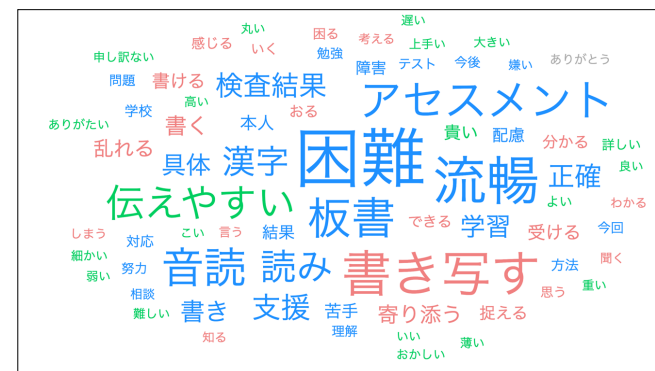 遅い
丸い
感じる
いく
困る
考える
上手い
大きい
申し訳ない
勉強
障害
テスト
今後
嫌い
ありがとう
問題
書ける
検査結果
アセスメント
学校
高い
おる
ありがたい
書く
本人
貴い
配慮
分かる
詳しい
乱れる
具体
漢字
困難
流暢
正確
良い
伝えやすい
板書
できる
学習
よい
わかる
受ける
今回
しまう
対応
こい
言う
結果
細かい
弱い
努力
音読
読み
書き写す
方法
聞く
相談
難しい
書き
支援
苦手
寄り添う
捉える
思う
重い
知る
理解
いい
おかしい
薄い